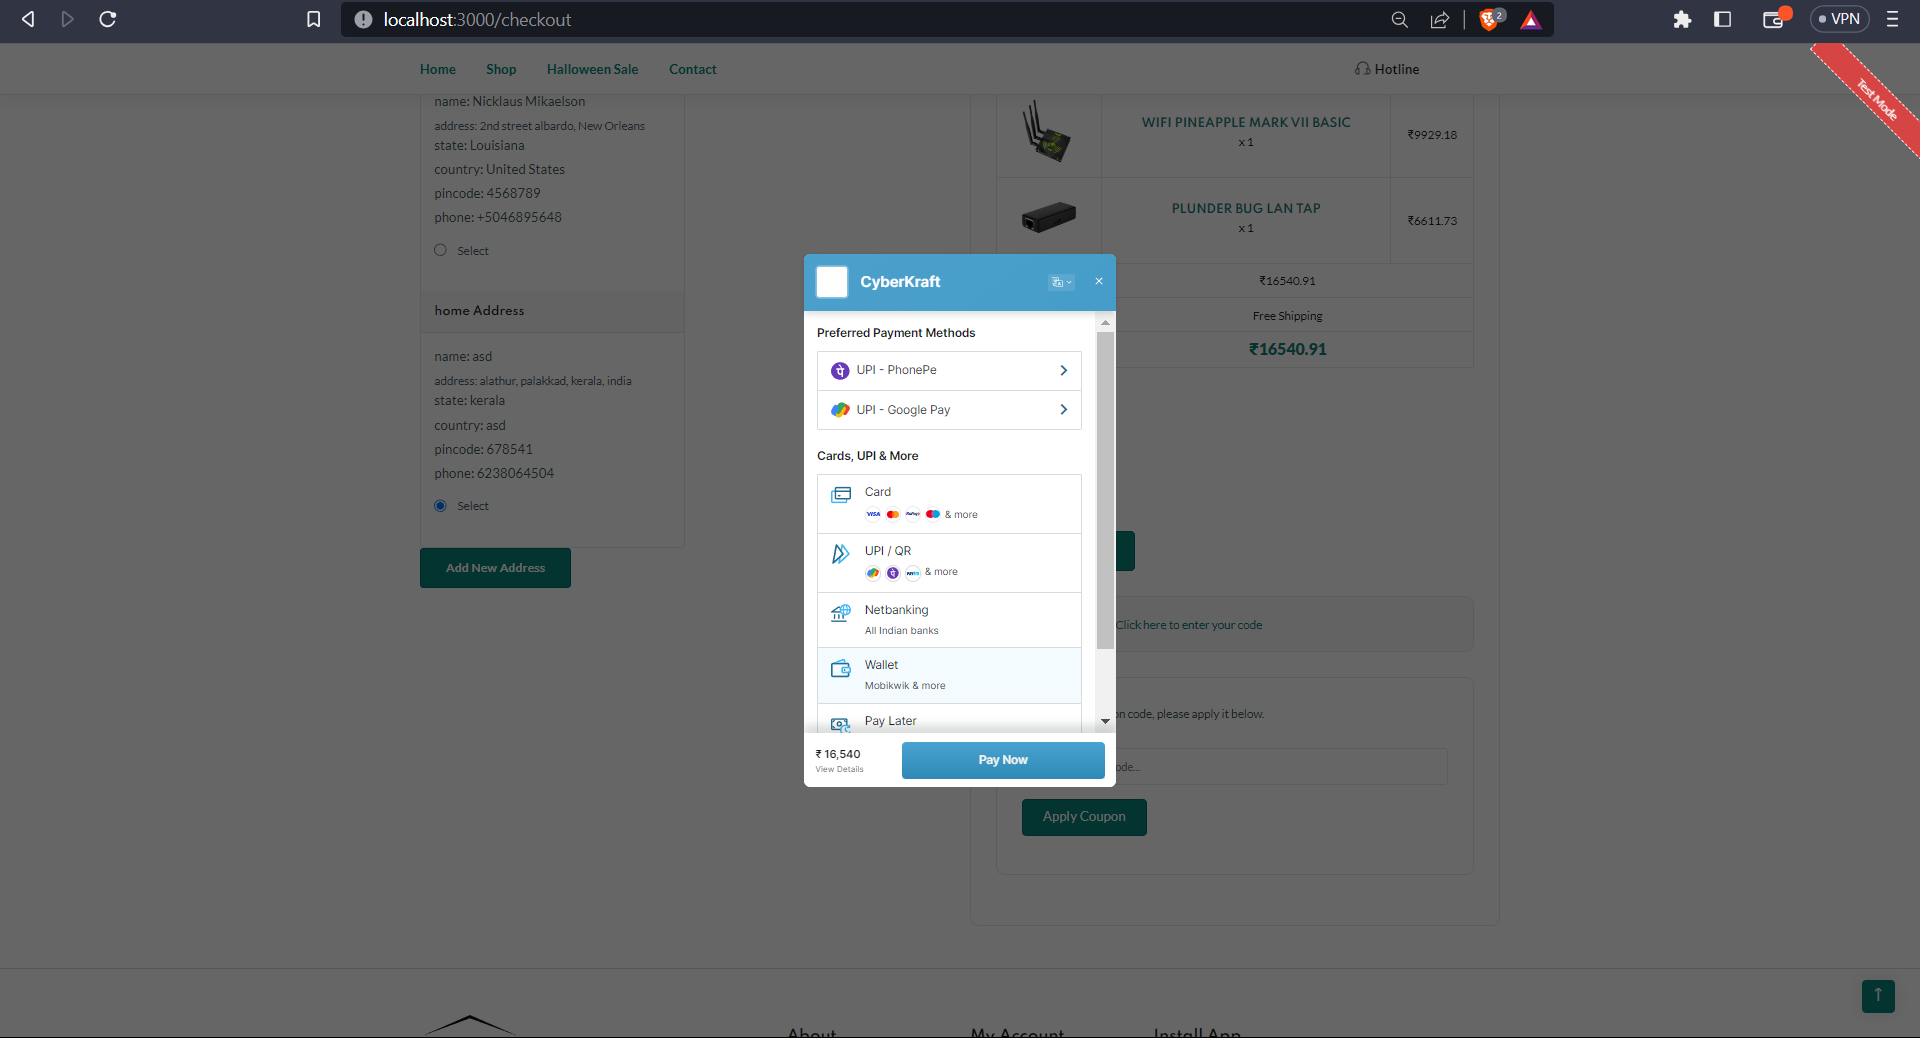 localhost:3000/checkout
2
VPN
Home
Shop
Halloween Sale
Contact
Hotline
Test Mode
name: Nicklaus Mikaelson
address: 2nd street albardo, New Orleans
state: Louisiana
country: United States
pincode: 4568789
phone: +5046895648
Select
home Address
name: asd
address: alathur, palakkad, kerala, india
state: kerala
country: asd
pincode: 678541
phone: 6238064504
Select
Add New Address
WIFI PINEAPPLE MARK VII BASIC
x 1
₹9929.18
PLUNDER BUG LAN TAP
x 1
₹6611.73
₹16540.91
Free Shipping
₹16540.91
CyberKraft
Preferred Payment Methods
UPI - PhonePe
UPI - Google Pay
Cards, UPI & More
Card
VISA
RuPay
& more
UPI / QR
paytm
& more
Netbanking
All Indian banks
Wallet
Mobikwik & more
Pay Later
₹ 16,540
View Details
Pay Now
Click here to enter your code
on code, please apply it below.
ode...
Apply Coupon
About
My Account
Install App